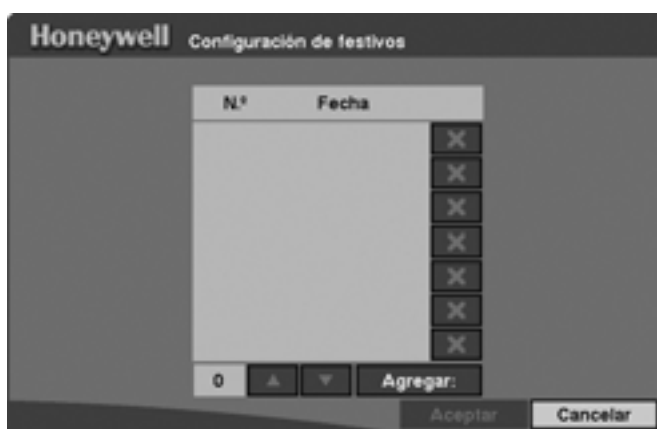 Honeywell Configuración de festivos
N.º Fecha
0 Agregar:
Aceptar Cancelar